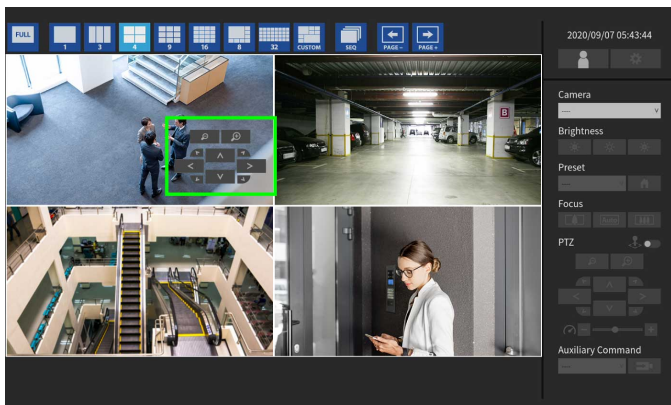 FULL
1
3
4
9
16
8
32
CUSTOM
SEQ
PAGE−
PAGE+
2020/09/07 05:43:44
Camera
Brightness
Preset
Focus
Auto
PTZ
Auxiliary Command
B